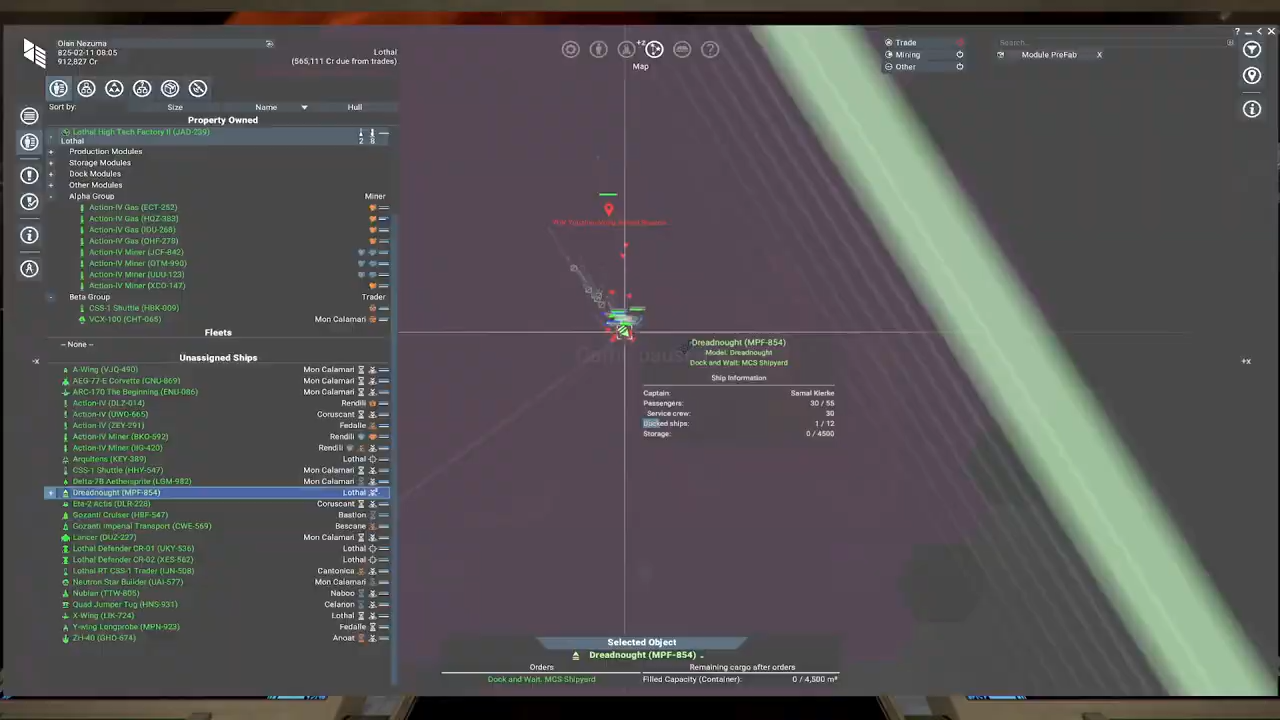 Olain Nezuma
825-02-11 08:05
912,827 Cr
Lothal
(565,111 Cr due from trades)
+z
Map
Trade
Mining
Other
Search...
Module PreFab X
Sort by: Size Name Hull
Property Owned
Lothal High Tech Factory II (JAD-239)
Lothal 2 8
Production Modules
Storage Modules
Dock Modules
Other Modules
Alpha Group Miner
Action-IV Gas (ECT-252)
Action-IV Gas (HQZ-383)
Action-IV Gas (IDU-268)
Action-IV Gas (OHF-278)
Action-IV Miner (JCF-842)
Action-IV Miner (OTM-990)
Action-IV Miner (UUU-123)
Action-IV Miner (XCO-147)
Beta Group Trader
CSS-1 Shuttle (HBK-009)
VCX-100 (CHT-065) Mon Calamari
Fleets
-- None --
Unassigned Ships
A-Wing (VJQ-490) Mon Calamari
AEG-77-E Corvette (CNU-869) Mon Calamari
ARC-170 The Beginning (ENU-086) Mon Calamari
Action-IV (DLZ-014) Rendili
Action-IV (UWO-665) Coruscant
Action IV (ZEY-291) Fedalle
Action-IV Miner (BKO-592) Rendili
Action-IV Miner (IIG-420) Rendili
Arquitens (KEY-389) Lothal
CSS-1 Shuttle (HHY-547) Mon Calamari
Delta-7B Aethersprite (LGM-982) Mon Calamari
Dreadnought (MPF-854) Lothal
Eta-2 Actis (DLR-228) Coruscant
Gozanti Cruiser (HBF-547) Bastion
Gozanti Imperial Transport (CWE-569) Bescane
Lancer (DUZ-227) Mon Calamari
Lothal Defender CR-01 (UKY-536) Lothal
Lothal Defender CR-02 (XES-562) Lothal
Lothal RT CSS-1 Trader (IJN-508) Cantonica
Neutron Star Builder (UAI-577) Mon Calamari
Nubian (TTW-805) Naboo
Quad Jumper Tug (HNS-931) Celanon
X-Wing (LIK-724) Lothal
Y-wing Longprobe (MPN-923) Fedalle
ZH-40 (SHO-674) Anoat
-x
+x
Dreadnought (MPF-854)
Model: Dreadnought
Dock and Wait: MCS Shipyard
Ship Information
Captain: Semal Kierke
Passengers: 30 / 55
Service crew: 30
Docked ships: 1 / 12
Storage: 0 / 4500
Selected Object
Dreadnought (MPF-854)
Orders Remaining cargo after orders
Dock and Wait: MCS Shipyard Filled Capacity (Container): 0 / 4,500 m³